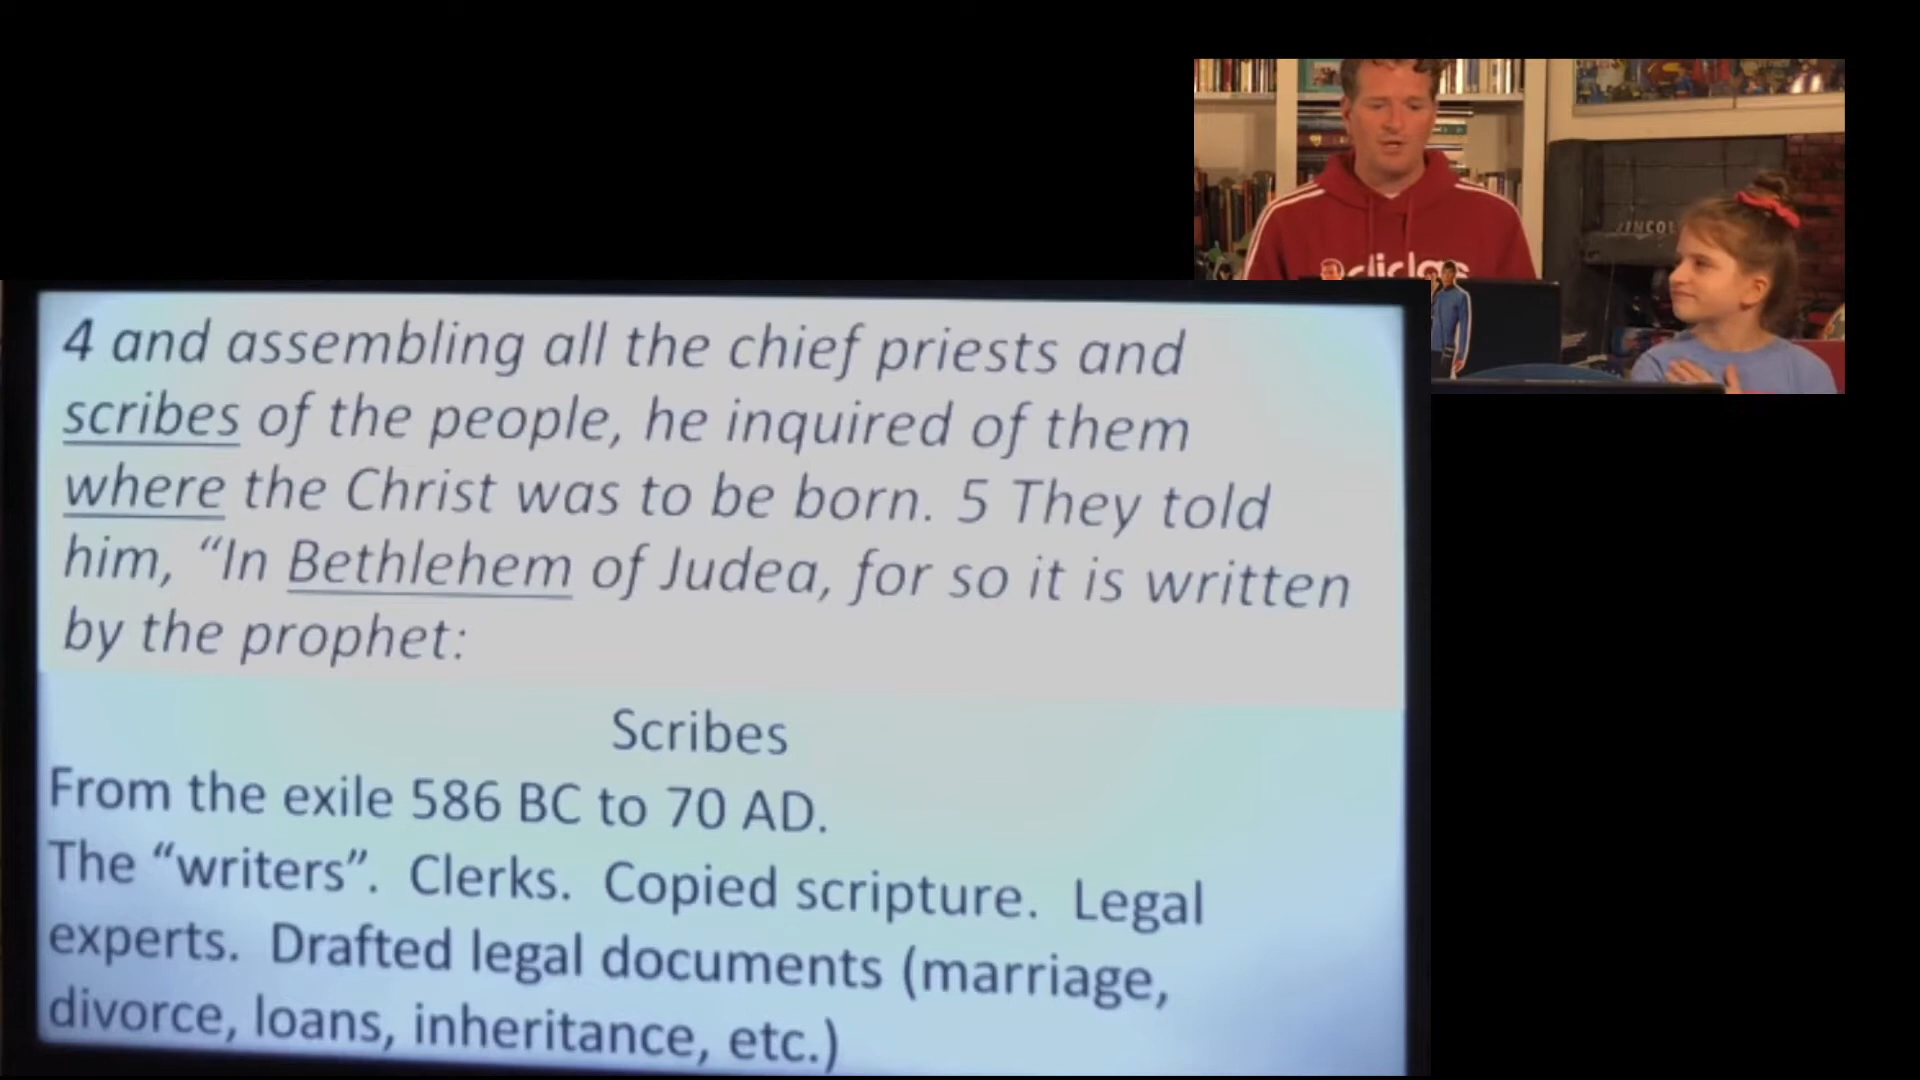 LINCOL
adidas
4 and assembling all the chief priests and
scribes of the people, he inquired of them
where the Christ was to be born. 5 They told
him, “In Bethlehem of Judea, for so it is written
by the prophet:
Scribes
From the exile 586 BC to 70 AD.
The “writers”. Clerks. Copied scripture. Legal
experts. Drafted legal documents (marriage,
divorce, loans, inheritance, etc.)